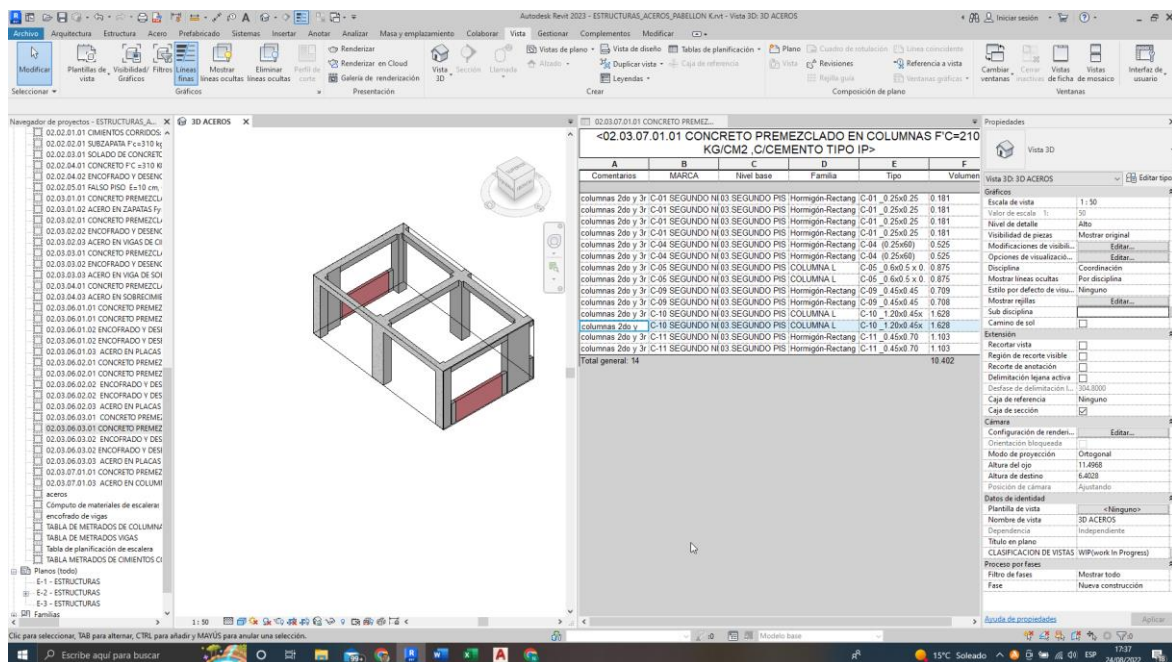 Autodesk Revit 2023 - ESTRUCTURAS_ACEROS_PABELLON K.rvt - Vista 3D: 3D ACEROS
Iniciar sesión
Archivo Arquitectura Estructura Acero Prefabricado Sistemas Insertar Anotar Analizar Masa y emplazamiento Colaborar Vista Gestionar Complementos Modificar
Modificar
Plantillas de vista
Visibilidad/ Gráficos
Filtros
Líneas finas
Mostrar líneas ocultas
Eliminar líneas ocultas
Perfil de corte
Renderizar
Renderizar en Cloud
Galería de renderización
Vista 3D
Sección
Llamada
Vistas de plano
Alzado
Vista de diseño
Duplicar vista
Leyendas
Tablas de planificación
Caja de referencia
Plano
Vista
Cuadro de rotulación
Revisiones
Rejilla guía
Línea coincidente
Referencia a vista
Ventanas gráficas
Cambiar ventanas
Cerrar inactivas
Vistas de ficha
Vistas de mosaico
Interfaz de usuario
Seleccionar
Gráficos
Presentación
Crear
Composición de plano
Ventanas
Navegador de proyectos - ESTRUCTURAS_A...
02.02.01.01 CIMIENTOS CORRIDOS:
02.02.02.01 SUBZAPATA F'c=310 kg
02.02.03.01 SOLADO DE CONCRETO
02.02.04.01 CONCRETO F'C =310 KI
02.02.04.02 ENCOFRADO Y DESENC
02.02.05.01 FALSO PISO E=10 cm,
02.03.01.01 CONCRETO PREMEZCL
02.03.01.02 ACERO EN ZAPATAS Fy
02.03.02.01 CONCRETO PREMEZCL
02.03.02.02 ENCOFRADO Y DESENC
02.03.02.03 ACERO EN VIGAS DE CI
02.03.03.01 CONCRETO PREMEZCL
02.03.03.02 ENCOFRADO Y DESENC
02.03.03.03 ACERO EN VIGA DE SOI
02.03.04.01 CONCRETO PREMEZCL
02.03.04.03 ACERO EN SOBRECIMIE
02.03.06.01.01 CONCRETO PREMEZ
02.03.06.01.01 CONCRETO PREMEZ
02.03.06.01.02 ENCOFRADO Y DESI
02.03.06.01.02 ENCOFRADO Y DESI
02.03.06.01.03 ACERO EN PLACAS
02.03.06.02.01 CONCRETO PREMEZ
02.03.06.02.01 CONCRETO PREMEZ
02.03.06.02.02 ENCOFRADO Y DES
02.03.06.02.02 ENCOFRADO Y DES
02.03.06.02.03 ACERO EN PLACAS
02.03.06.03.01 CONCRETO PREMEZ
02.03.06.03.01 CONCRETO PREMEZ
02.03.06.03.02 ENCOFRADO Y DES
02.03.06.03.02 ENCOFRADO Y DESI
02.03.06.03.03 ACERO EN PLACAS
02.03.07.01.01 CONCRETO PREMEZ
02.03.07.01.03 ACERO EN COLUMI
aceros
Cómputo de materiales de escaleras
encofrado de vigas
TABLA DE METRADOS DE COLUMNA
TABLA DE METRADOS VIGAS
Tabla de planificación de escalera
TABLA METRADOS DE CIMIENTOS CI
Planos (todo)
E-1 - ESTRUCTURAS
E-2 - ESTRUCTURAS
E-3 - ESTRUCTURAS
Familias
3D ACEROS
1 : 50
02.03.07.01.01 CONCRETO PREMEZ...
<02.03.07.01.01 CONCRETO PREMEZCLADO EN COLUMNAS F'C=210
KG/CM2 ,C/CEMENTO TIPO IP>
A B C D E F
Comentarios MARCA Nivel base Familia Tipo Volumen
columnas 2do y 3r C-01 SEGUNDO NI 03.SEGUNDO PIS Hormigón-Rectang C-01 _0.25x0.25 0.181
columnas 2do y 3r C-01 SEGUNDO NI 03.SEGUNDO PIS Hormigón-Rectang C-01 _0.25x0.25 0.181
columnas 2do y 3r C-01 SEGUNDO NI 03.SEGUNDO PIS Hormigón-Rectang C-01 _0.25x0.25 0.181
columnas 2do y 3r C-01 SEGUNDO NI 03.SEGUNDO PIS Hormigón-Rectang C-01 _0.25x0.25 0.181
columnas 2do y 3r C-04 SEGUNDO NI 03.SEGUNDO PIS Hormigón-Rectang C-04 (0.25x60) 0.525
columnas 2do y 3r C-04 SEGUNDO NI 03.SEGUNDO PIS Hormigón-Rectang C-04 (0.25x60) 0.525
columnas 2do y 3r C-05 SEGUNDO NI 03.SEGUNDO PIS COLUMNA L C-05 _0.6x0.5 x 0. 0.875
columnas 2do y 3r C-05 SEGUNDO NI 03.SEGUNDO PIS COLUMNA L C-05 _0.6x0.5 x 0. 0.875
columnas 2do y 3r C-09 SEGUNDO NI 03.SEGUNDO PIS Hormigón-Rectang C-09 _0.45x0.45 0.709
columnas 2do y 3r C-09 SEGUNDO NI 03.SEGUNDO PIS Hormigón-Rectang C-09 _0.45x0.45 0.708
columnas 2do y 3r C-10 SEGUNDO NI 03.SEGUNDO PIS COLUMNA L C-10 _1.20x0.45x 1.628
columnas 2do y C-10 SEGUNDO NI 03.SEGUNDO PIS COLUMNA L C-10 _1.20x0.45x 1.628
columnas 2do y 3r C-11 SEGUNDO NI 03.SEGUNDO PIS Hormigón-Rectang C-11 _0.45x0.70 1.103
columnas 2do y 3r C-11 SEGUNDO NI 03.SEGUNDO PIS Hormigón-Rectang C-11 _0.45x0.70 1.103
Total general: 14 10.402
Propiedades
Vista 3D
Vista 3D: 3D ACEROS Editar tipo
Gráficos
Escala de vista 1 : 50
Valor de escala 1: 50
Nivel de detalle Alto
Visibilidad de piezas Mostrar original
Modificaciones de visibili... Editar...
Opciones de visualizació... Editar...
Disciplina Coordinación
Mostrar líneas ocultas Por disciplina
Estilo por defecto de visu... Ninguno
Mostrar rejillas Editar...
Sub disciplina
Camino de sol
Extensión
Recortar vista
Región de recorte visible
Recorte de anotación
Delimitación lejana activa
Desfase de delimitación l... 304.8000
Caja de referencia Ninguno
Caja de sección
Cámara
Configuración de renderi... Editar...
Orientación bloqueada
Modo de proyección Ortogonal
Altura del ojo 11.4968
Altura de destino 6.4028
Posición de cámara Ajustando
Datos de identidad
Plantilla de vista <Ninguno>
Nombre de vista 3D ACEROS
Dependencia Independiente
Título en plano
CLASIFICACION DE VISTAS WIP(work In Progress)
Proceso por fases
Filtro de fases Mostrar todo
Fase Nueva construcción
Ayuda de propiedades Aplicar
Clic para seleccionar, TAB para alternar, CTRL para añadir y MAYÚS para anular una selección.
Modelo base
Escribe aquí para buscar
15°C Soleado
ESP
17:37
24/08/2022